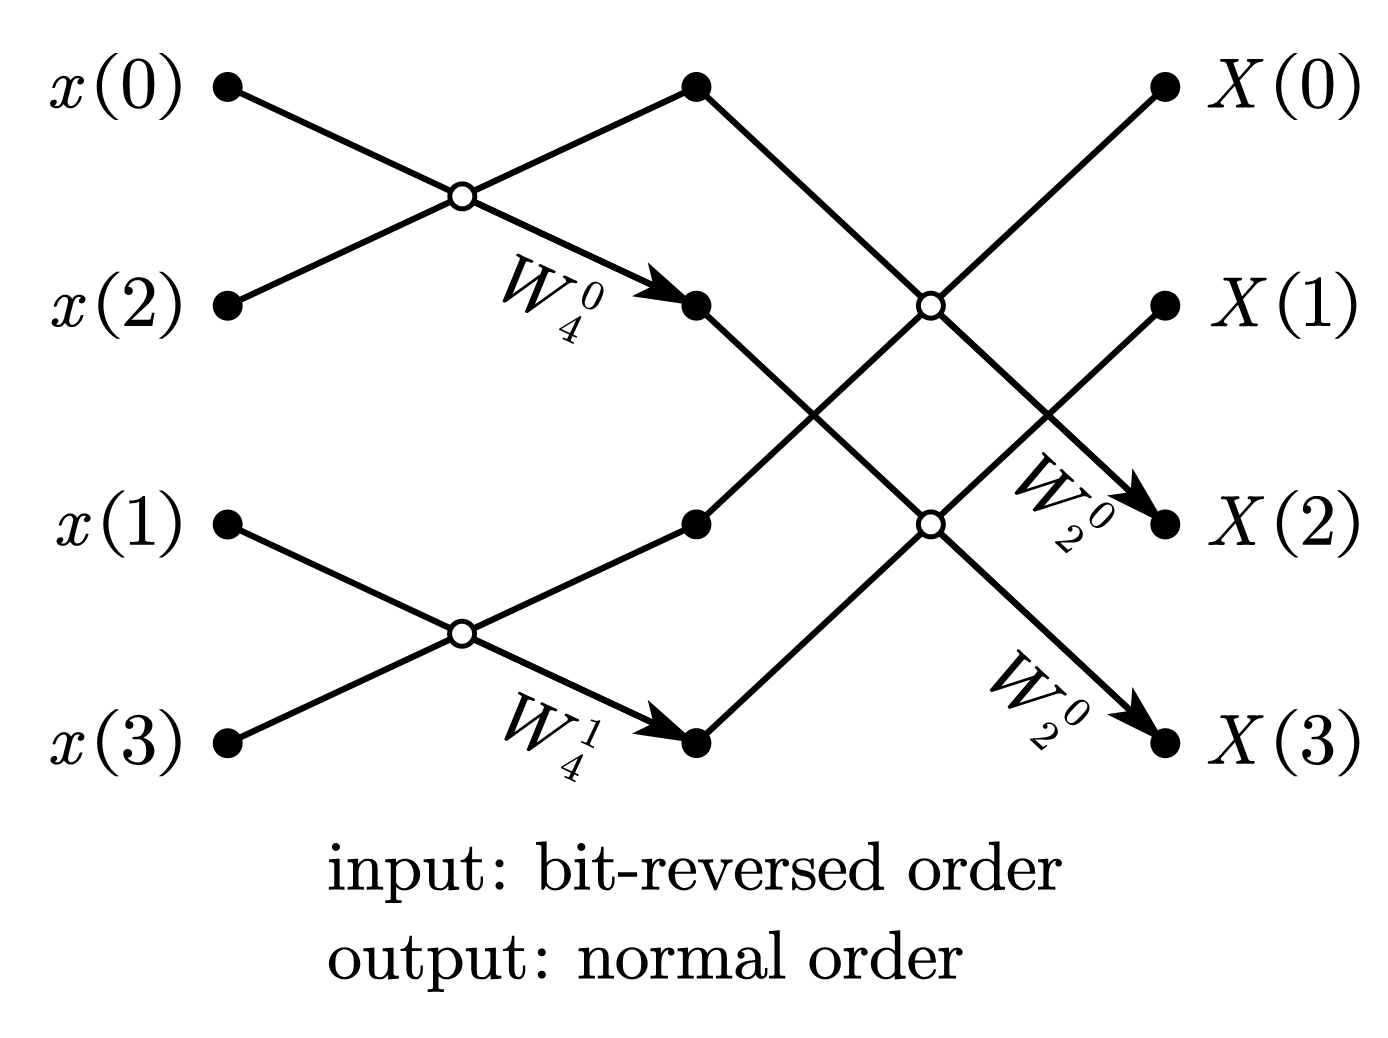 x(0) X(0)
x(2) W_4^0 X(1)
x(1) W_2^0 X(2)
x(3) W_4^1 W_2^0 X(3)
input: bit-reversed order
output: normal order